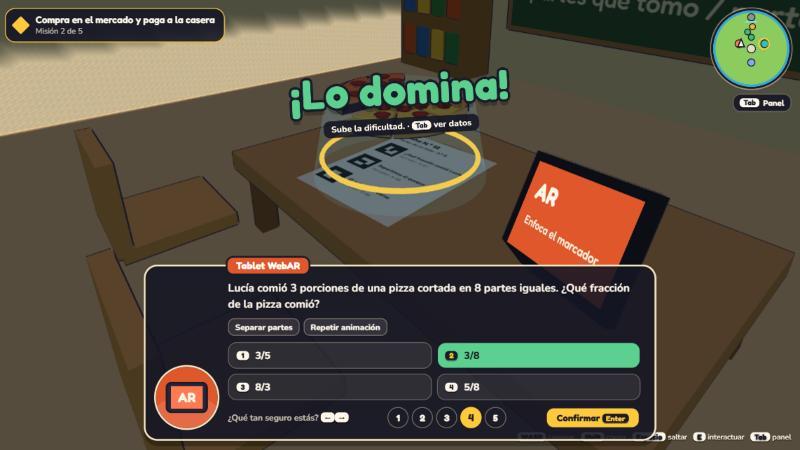 Compra en el mercado y paga a la casera
Misión 2 de 5
partes que tomo /
Tab Panel
¡Lo domina!
Sube la dificultad. · Tab ver datos
AR
Enfoca el marcador
Tablet WebAR
Lucía comió 3 porciones de una pizza cortada en 8 partes iguales. ¿Qué fracción
de la pizza comió?
Separar partes
Repetir animación
1 3/5
2 3/8
3 8/3
4 5/8
AR
¿Qué tan seguro estás? ← →
1 2 3 4 5
Confirmar Enter
saltar E interactuar Tab panel